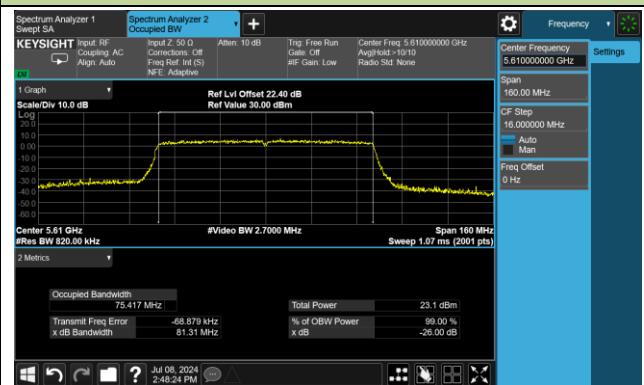 Spectrum Analyzer 1
Swept SA
Spectrum Analyzer 2
Occupied BW
Frequency
KEYSIGHT
Input: RF
Coupling: AC
Align: Auto
Input Z: 50 Ω
Corrections: Off
Freq Ref: Int (S)
NFE: Adaptive
Atten: 10 dB
Trig: Free Run
Gate: Off
#IF Gain: Low
Center Freq: 5.610000000 GHz
Avg|Hold:>10/10
Radio Std: None
LXI
Center Frequency
5.610000000 GHz
Settings
Span
160.00 MHz
CF Step
16.000000 MHz
Auto
Man
Freq Offset
0 Hz
1 Graph
Scale/Div 10.0 dB
Ref Lvl Offset 22.40 dB
Ref Value 30.00 dBm
Log
20.0
10.0
0.00
-10.0
-20.0
-30.0
-40.0
-50.0
-60.0
Center 5.61 GHz
#Res BW 820.00 kHz
#Video BW 2.7000 MHz
Span 160 MHz
Sweep 1.07 ms (2001 pts)
2 Metrics
Occupied Bandwidth
75.417 MHz
Total Power 23.1 dBm
Transmit Freq Error -68.879 kHz
% of OBW Power 99.00 %
x dB Bandwidth 81.31 MHz
x dB -26.00 dB
?
Jul 08, 2024
2:48:24 PM